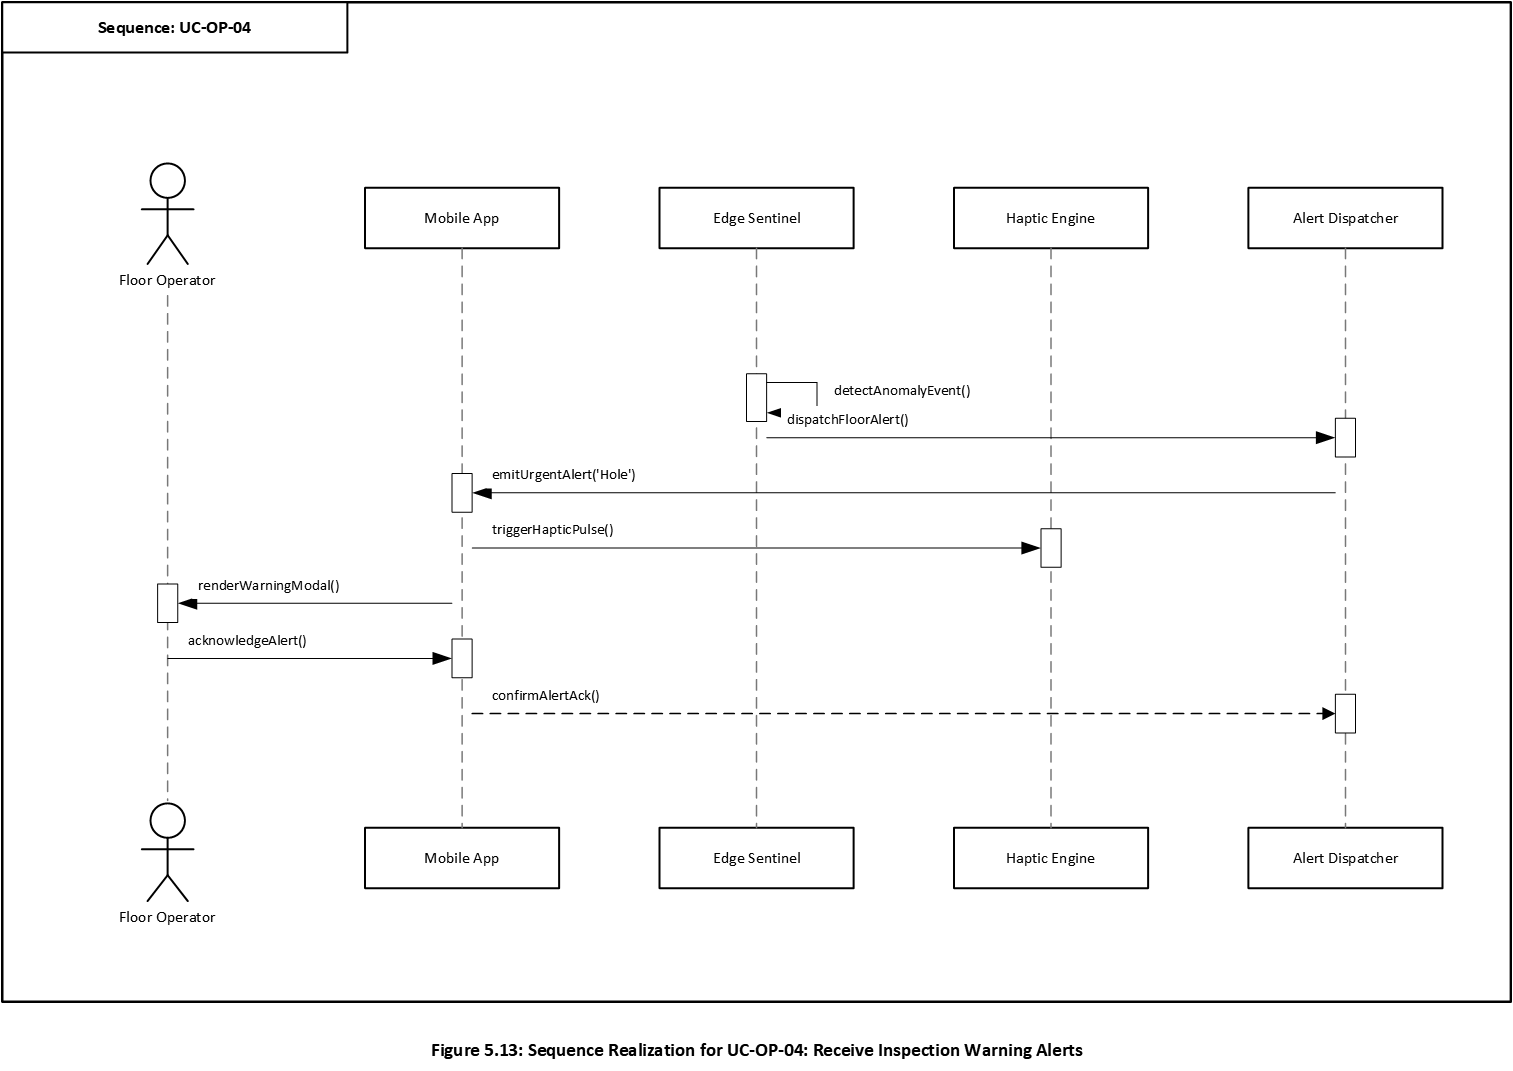 Sequence: UC-OP-04
Floor Operator
Mobile App
Edge Sentinel
Haptic Engine
Alert Dispatcher
detectAnomalyEvent()
dispatchFloorAlert()
emitUrgentAlert('Hole')
triggerHapticPulse()
renderWarningModal()
acknowledgeAlert()
confirmAlertAck()
Mobile App
Edge Sentinel
Haptic Engine
Alert Dispatcher
Floor Operator
Figure 5.13: Sequence Realization for UC-OP-04: Receive Inspection Warning Alerts